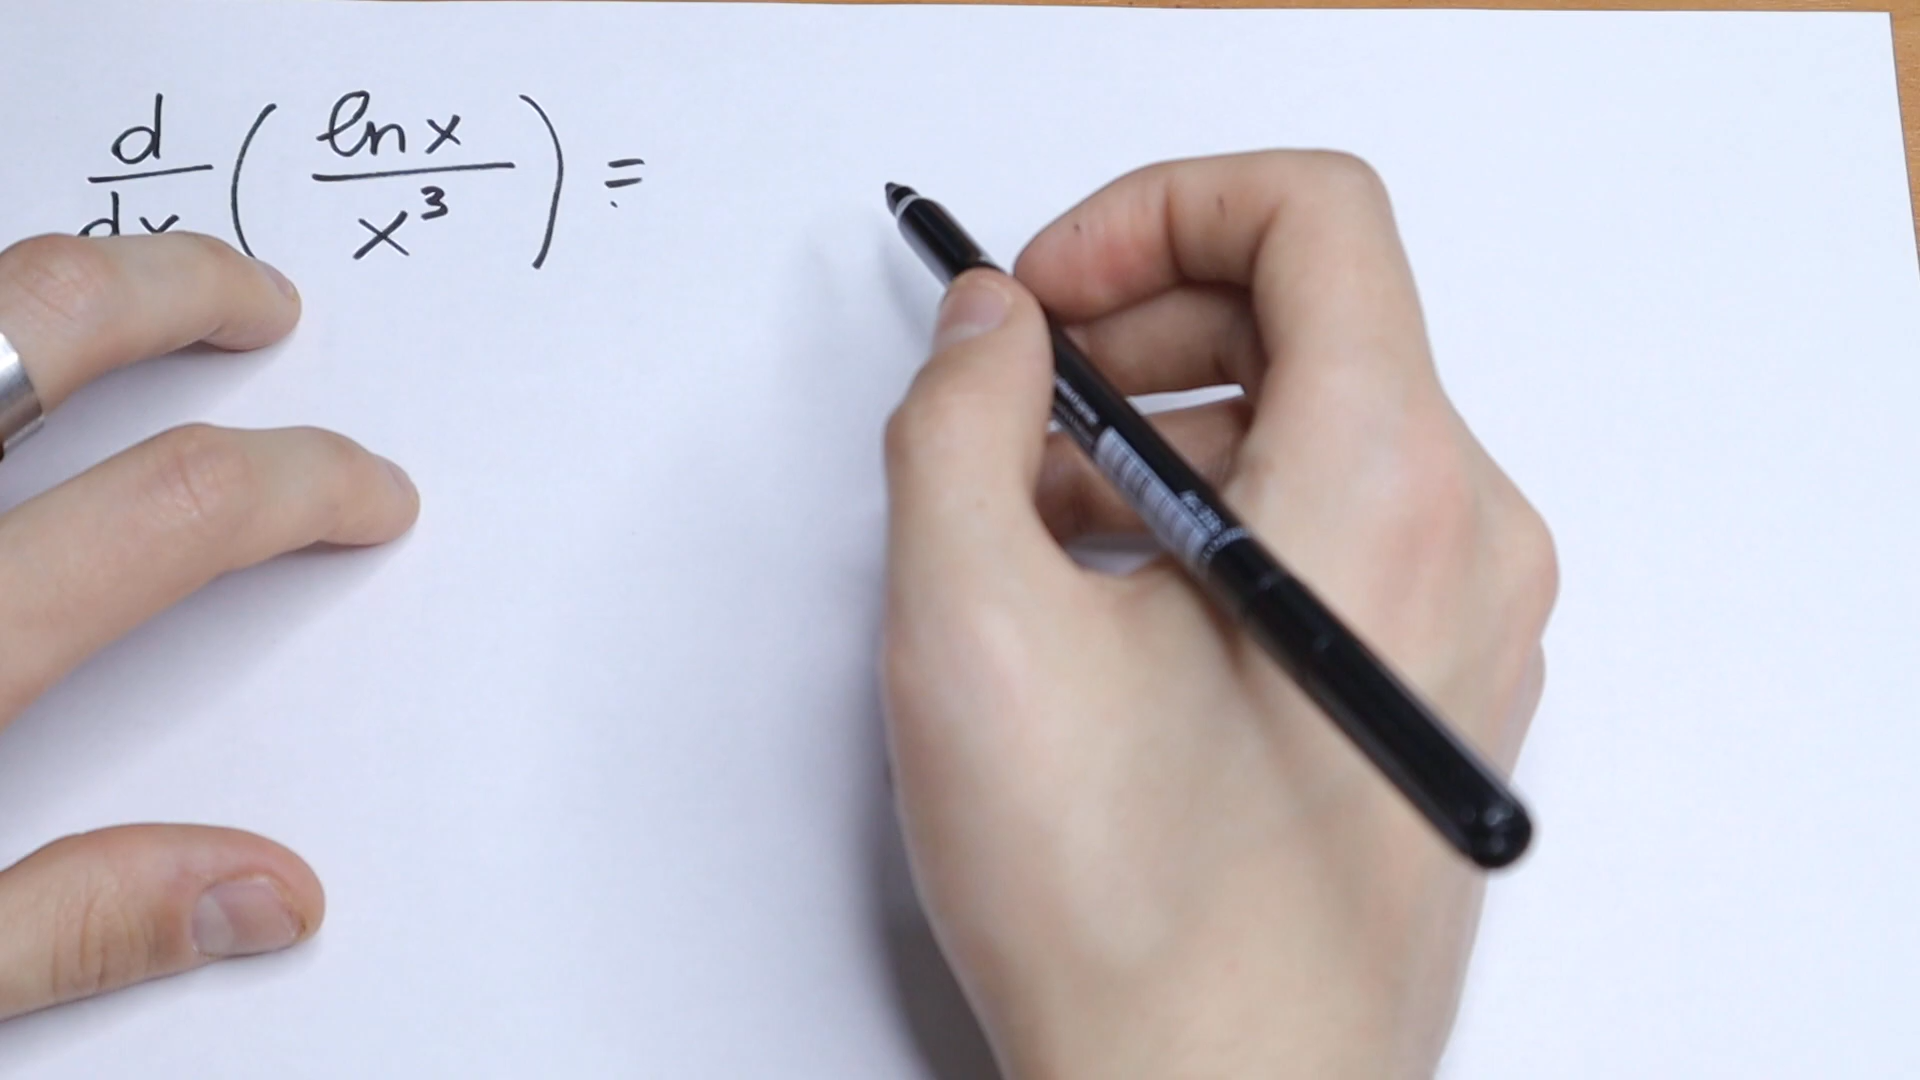 d/dx ( ln x / x³ ) =